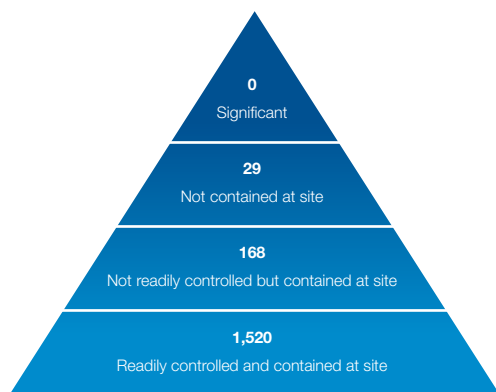 0
Significant
29
Not contained at site
168
Not readily controlled but contained at site
1,520
Readily controlled and contained at site